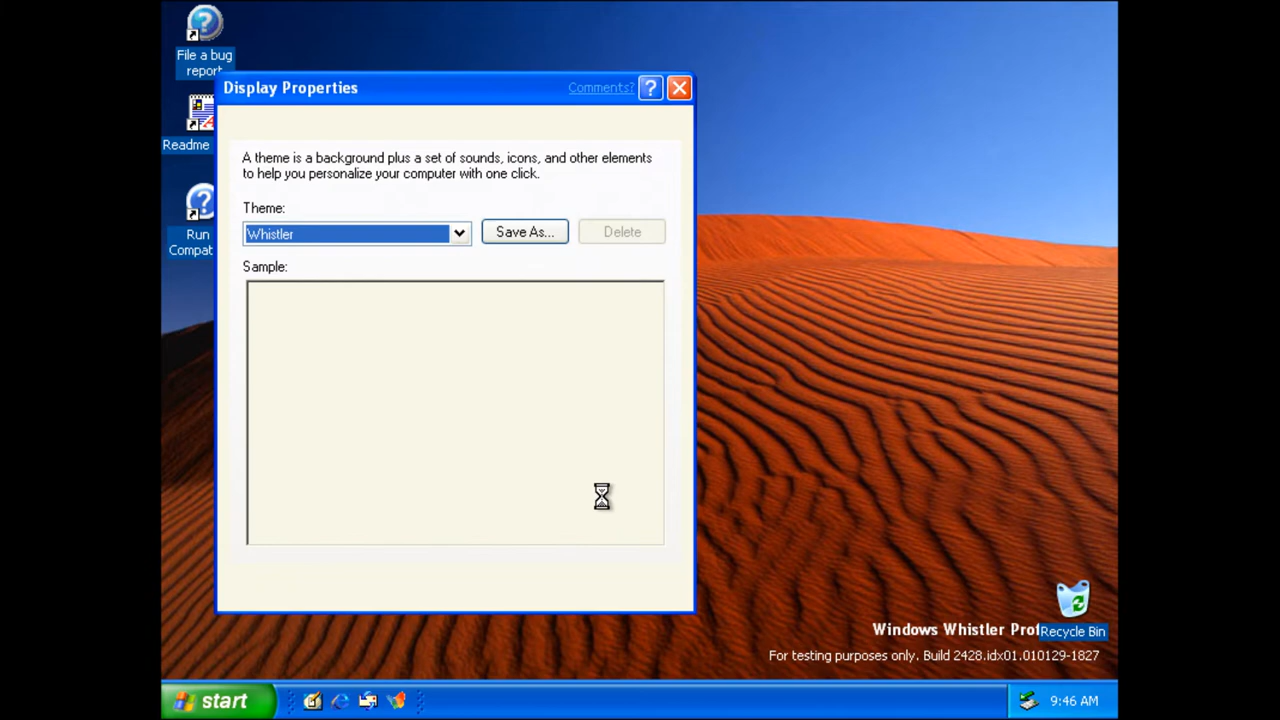 File a bug
report
Display Properties
Comments?
?
Readme
A theme is a background plus a set of sounds, icons, and other elements
to help you personalize your computer with one click.
Theme:
Whistler
Save As...
Delete
Run
Compat
Sample:
Windows Whistler Prof
Recycle Bin
For testing purposes only. Build 2428.idx01.010129-1827
start
9:46 AM